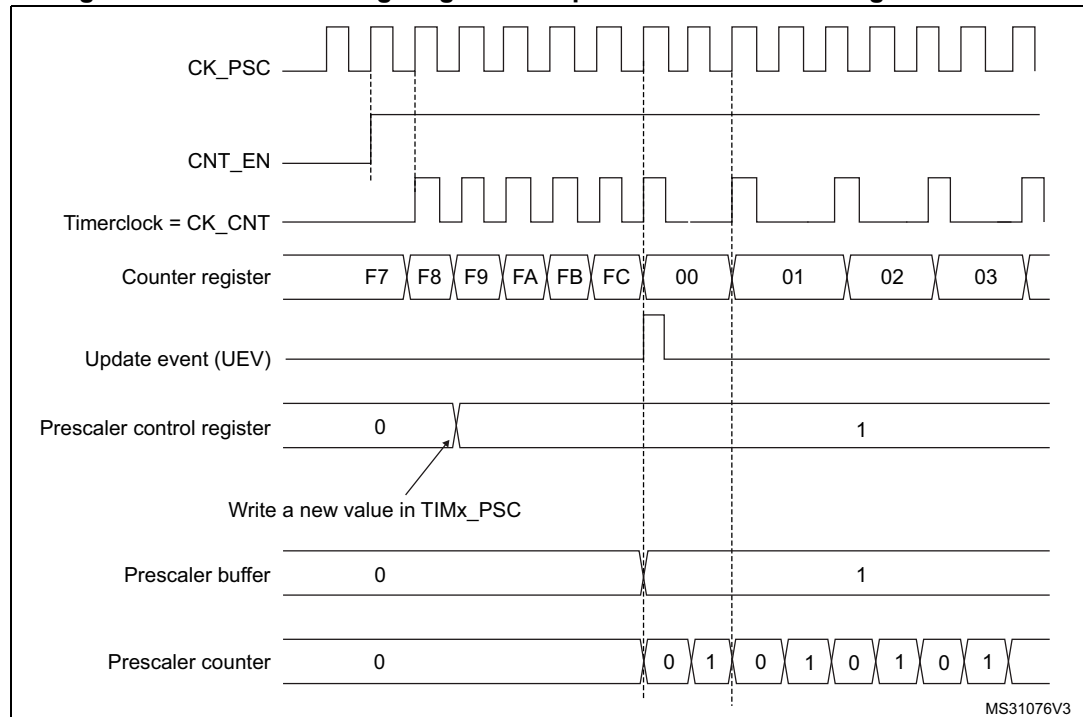 CK_PSC
CNT_EN
Timerclock = CK_CNT
Counter register F7 F8 F9 FA FB FC 00 01 02 03
Update event (UEV)
Prescaler control register 0 1
Write a new value in TIMx_PSC
Prescaler buffer 0 1
Prescaler counter 0 0 1 0 1 0 1 0 1
MS31076V3